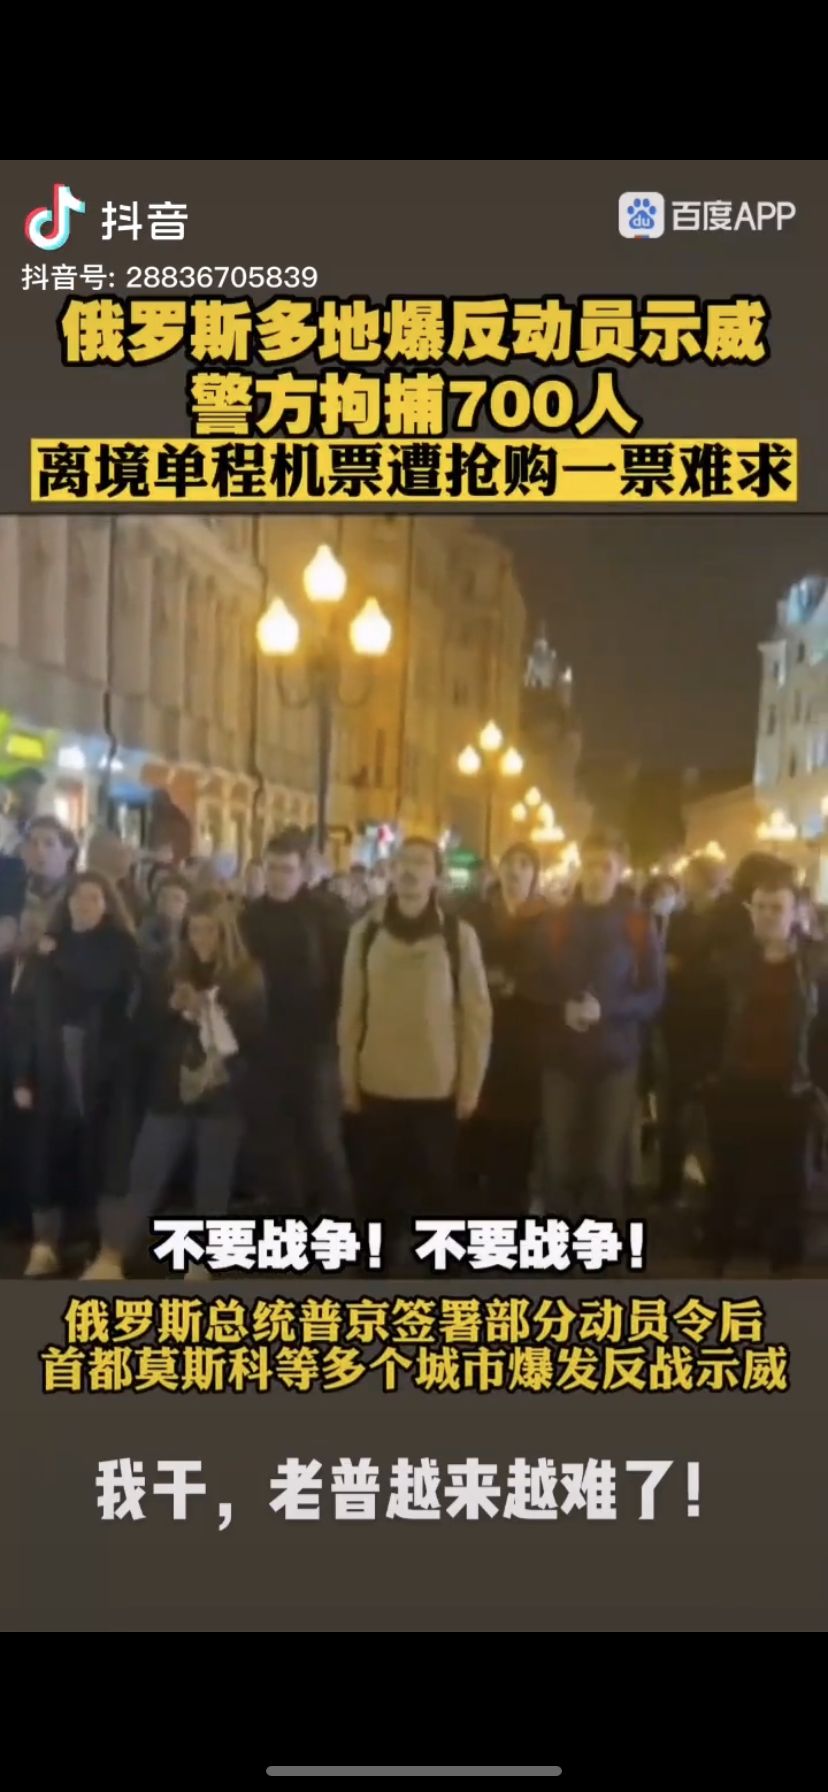 抖音
百度APP
抖音号: 28836705839
俄罗斯多地爆反动员示威
警方拘捕700人
离境单程机票遭抢购一票难求
不要战争！不要战争！
俄罗斯总统普京签署部分动员令后
首都莫斯科等多个城市爆发反战示威
我干，老普越来越难了！